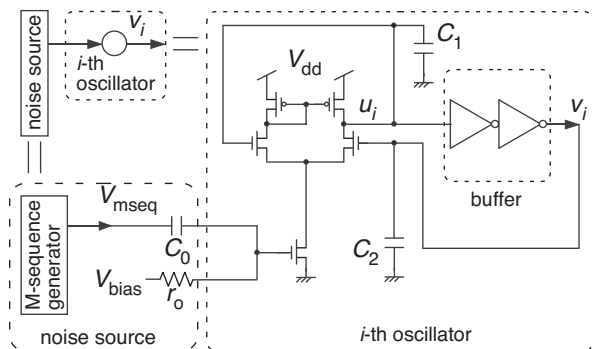 noise source
v_i
i-th
oscillator
V_dd
C_1
u_i
v_i
buffer
M-sequence
generator
V_mseq
C_0
V_bias
r_o
C_2
noise source
i-th oscillator